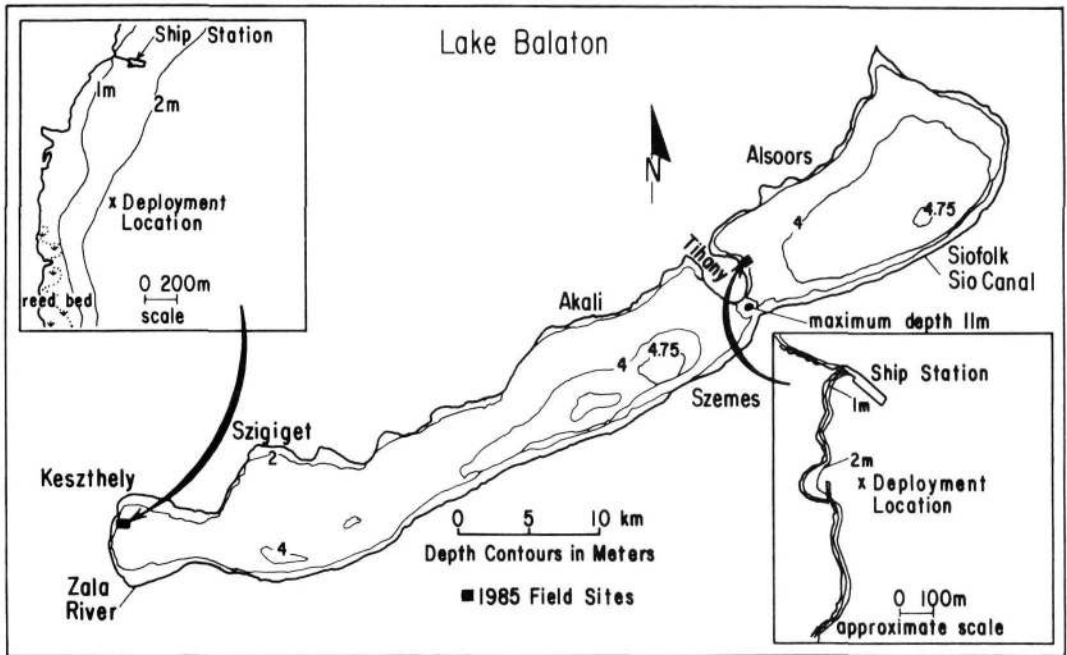 Lake Balaton
Ship Station
1m
2m
x Deployment
Location
0 200m
scale
reed bed
N
Alsoors
4
4.75
Tihany
Siofolk
Sio Canal
Akali
maximum depth 11m
4.75
4
Szemes
Szigiget
2
Keszthely
4
0 5 10 km
Depth Contours in Meters
Zala
River
■ 1985 Field Sites
Ship Station
1m
2m
x Deployment
Location
0 100m
approximate scale